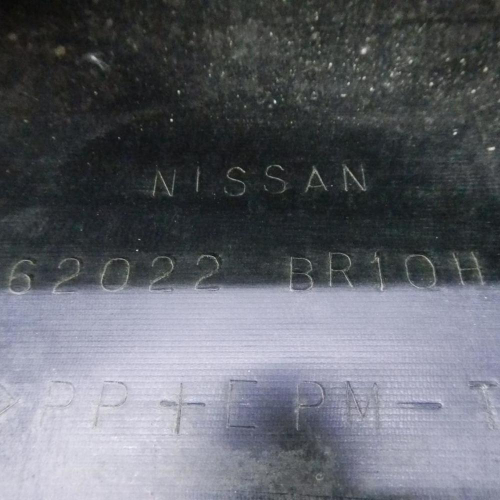 NISSAN
62022 BR10H
>PP+EPM-T